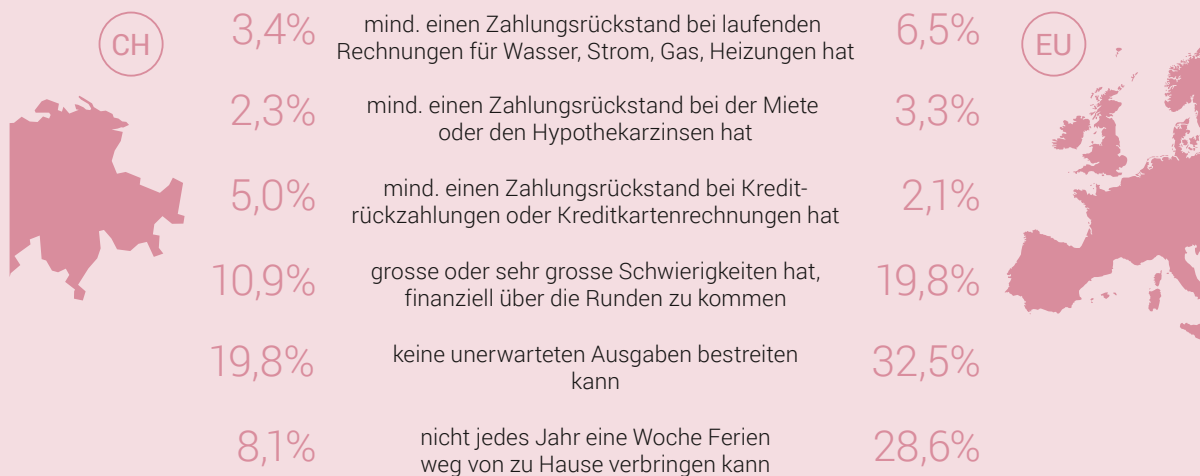 CH
3,4%
mind. einen Zahlungsrückstand bei laufenden
Rechnungen für Wasser, Strom, Gas, Heizungen hat
6,5%
EU
2,3%
mind. einen Zahlungsrückstand bei der Miete
oder den Hypothekarzinsen hat
3,3%
5,0%
mind. einen Zahlungsrückstand bei Kredit-
rückzahlungen oder Kreditkartenrechnungen hat
2,1%
10,9%
grosse oder sehr grosse Schwierigkeiten hat,
finanziell über die Runden zu kommen
19,8%
19,8%
keine unerwarteten Ausgaben bestreiten
kann
32,5%
8,1%
nicht jedes Jahr eine Woche Ferien
weg von zu Hause verbringen kann
28,6%